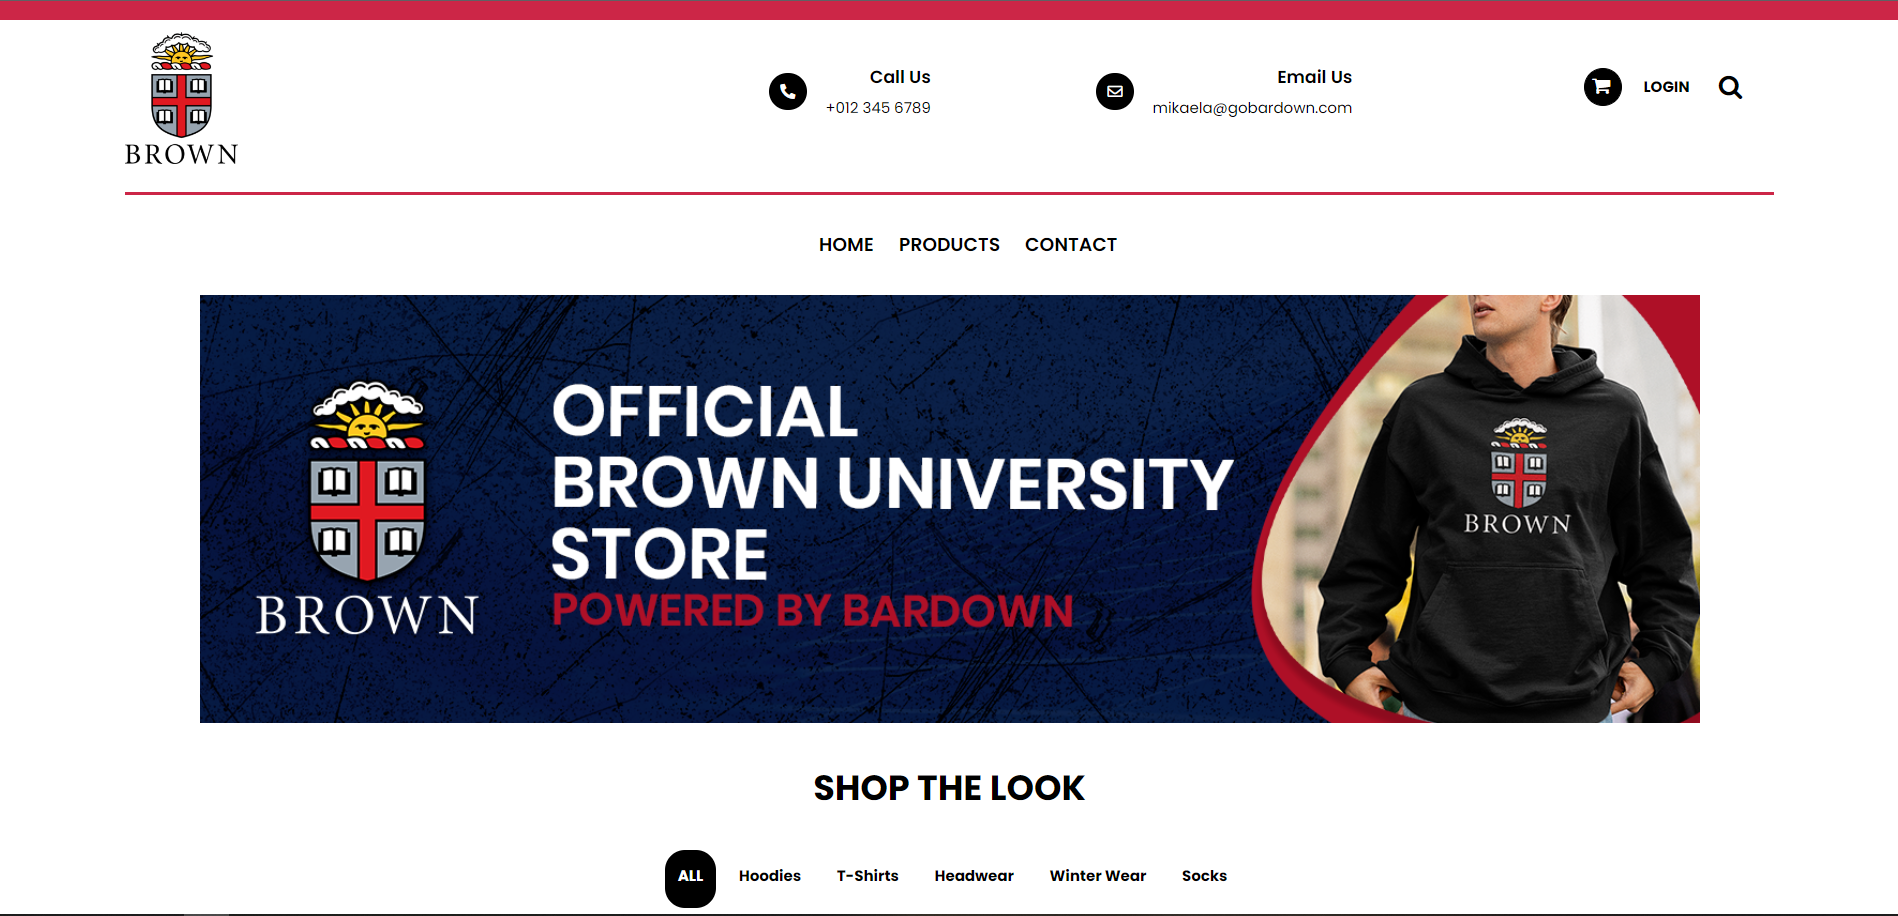 BROWN
Call Us
+012 345 6789
Email Us
mikaela@gobardown.com
LOGIN
HOME PRODUCTS CONTACT
OFFICIAL
BROWN UNIVERSITY
STORE
POWERED BY BARDOWN
BROWN
BROWN
SHOP THE LOOK
ALL Hoodies T-Shirts Headwear Winter Wear Socks